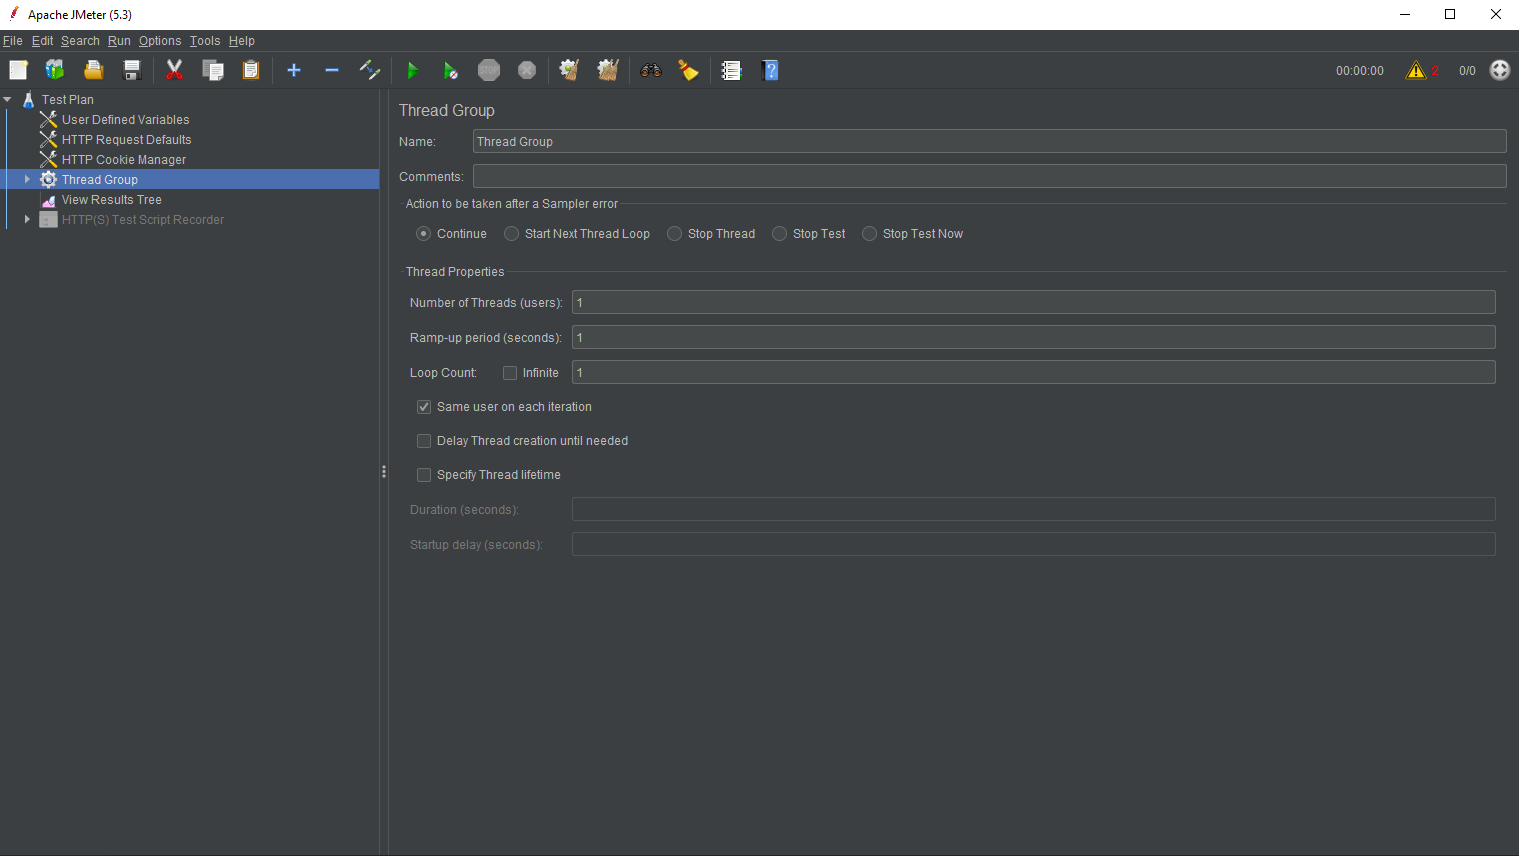 Apache JMeter (5.3)
File Edit Search Run Options Tools Help
STOP
00:00:00 2 0/0
Test Plan
User Defined Variables
HTTP Request Defaults
HTTP Cookie Manager
Thread Group
View Results Tree
HTTP(S) Test Script Recorder
Thread Group
Name: Thread Group
Comments:
Action to be taken after a Sampler error
Continue Start Next Thread Loop Stop Thread Stop Test Stop Test Now
Thread Properties
Number of Threads (users): 1
Ramp-up period (seconds): 1
Loop Count: Infinite 1
Same user on each iteration
Delay Thread creation until needed
Specify Thread lifetime
Duration (seconds):
Startup delay (seconds):